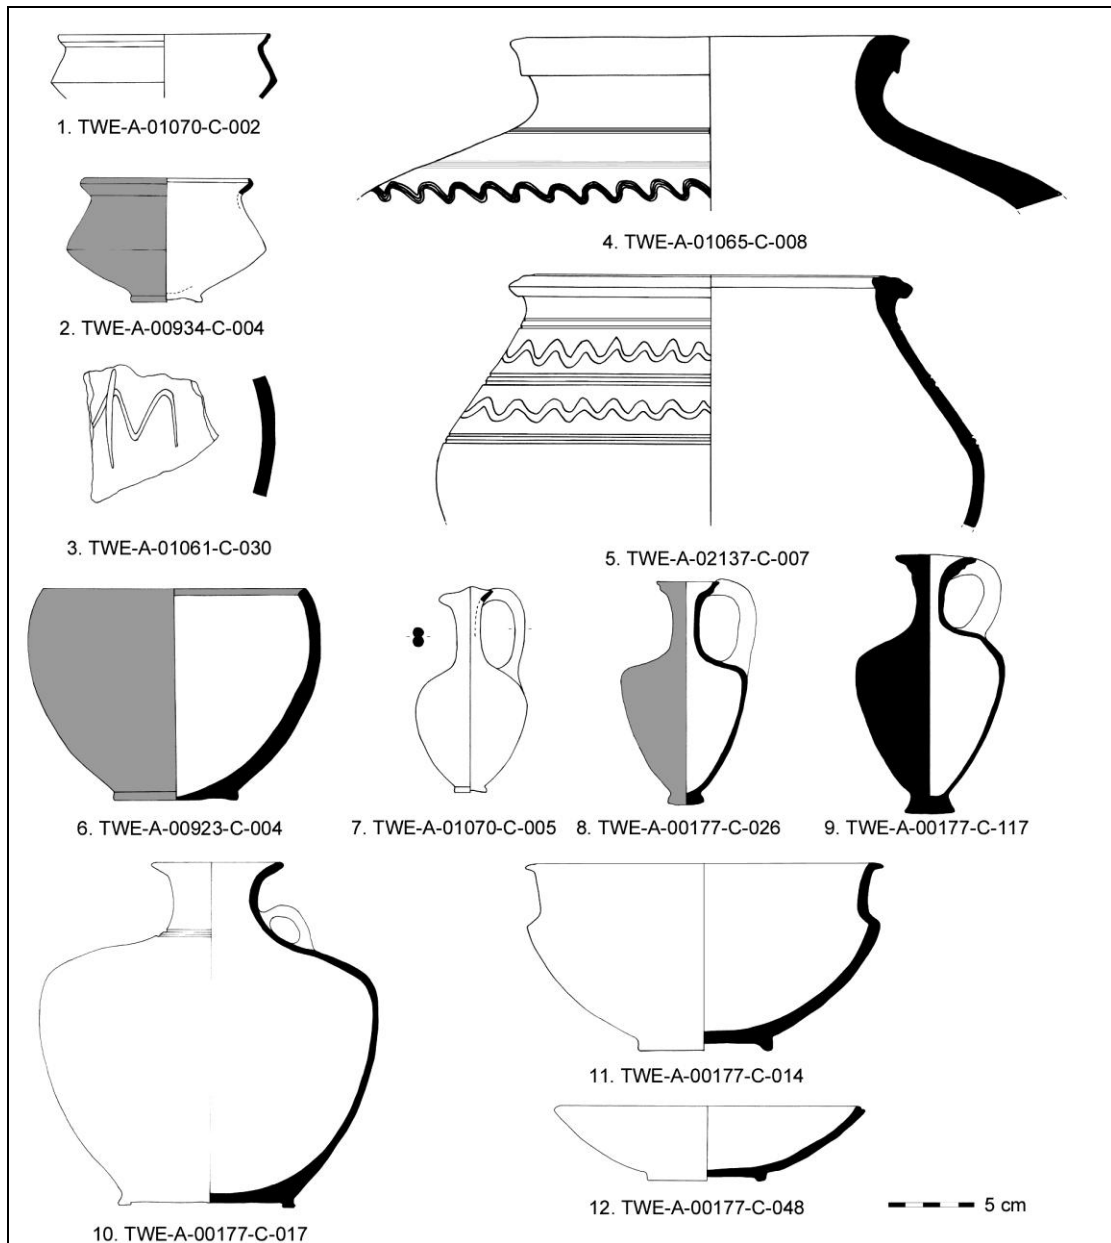 1. TWE-A-01070-C-002
2. TWE-A-00934-C-004
3. TWE-A-01061-C-030
4. TWE-A-01065-C-008
5. TWE-A-02137-C-007
6. TWE-A-00923-C-004
7. TWE-A-01070-C-005
8. TWE-A-00177-C-026
9. TWE-A-00177-C-117
10. TWE-A-00177-C-017
11. TWE-A-00177-C-014
12. TWE-A-00177-C-048
5 cm